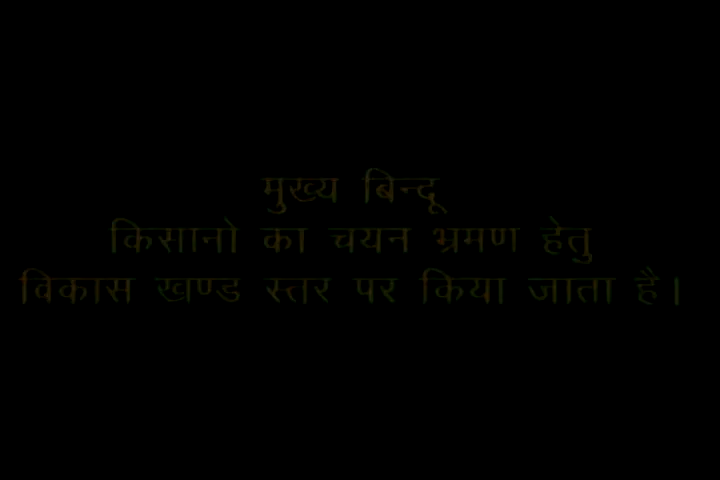 मुख्य बिन्दू
किसानो का चयन भ्रमण हेतु
विकास खण्ड स्तर पर किया जाता है।